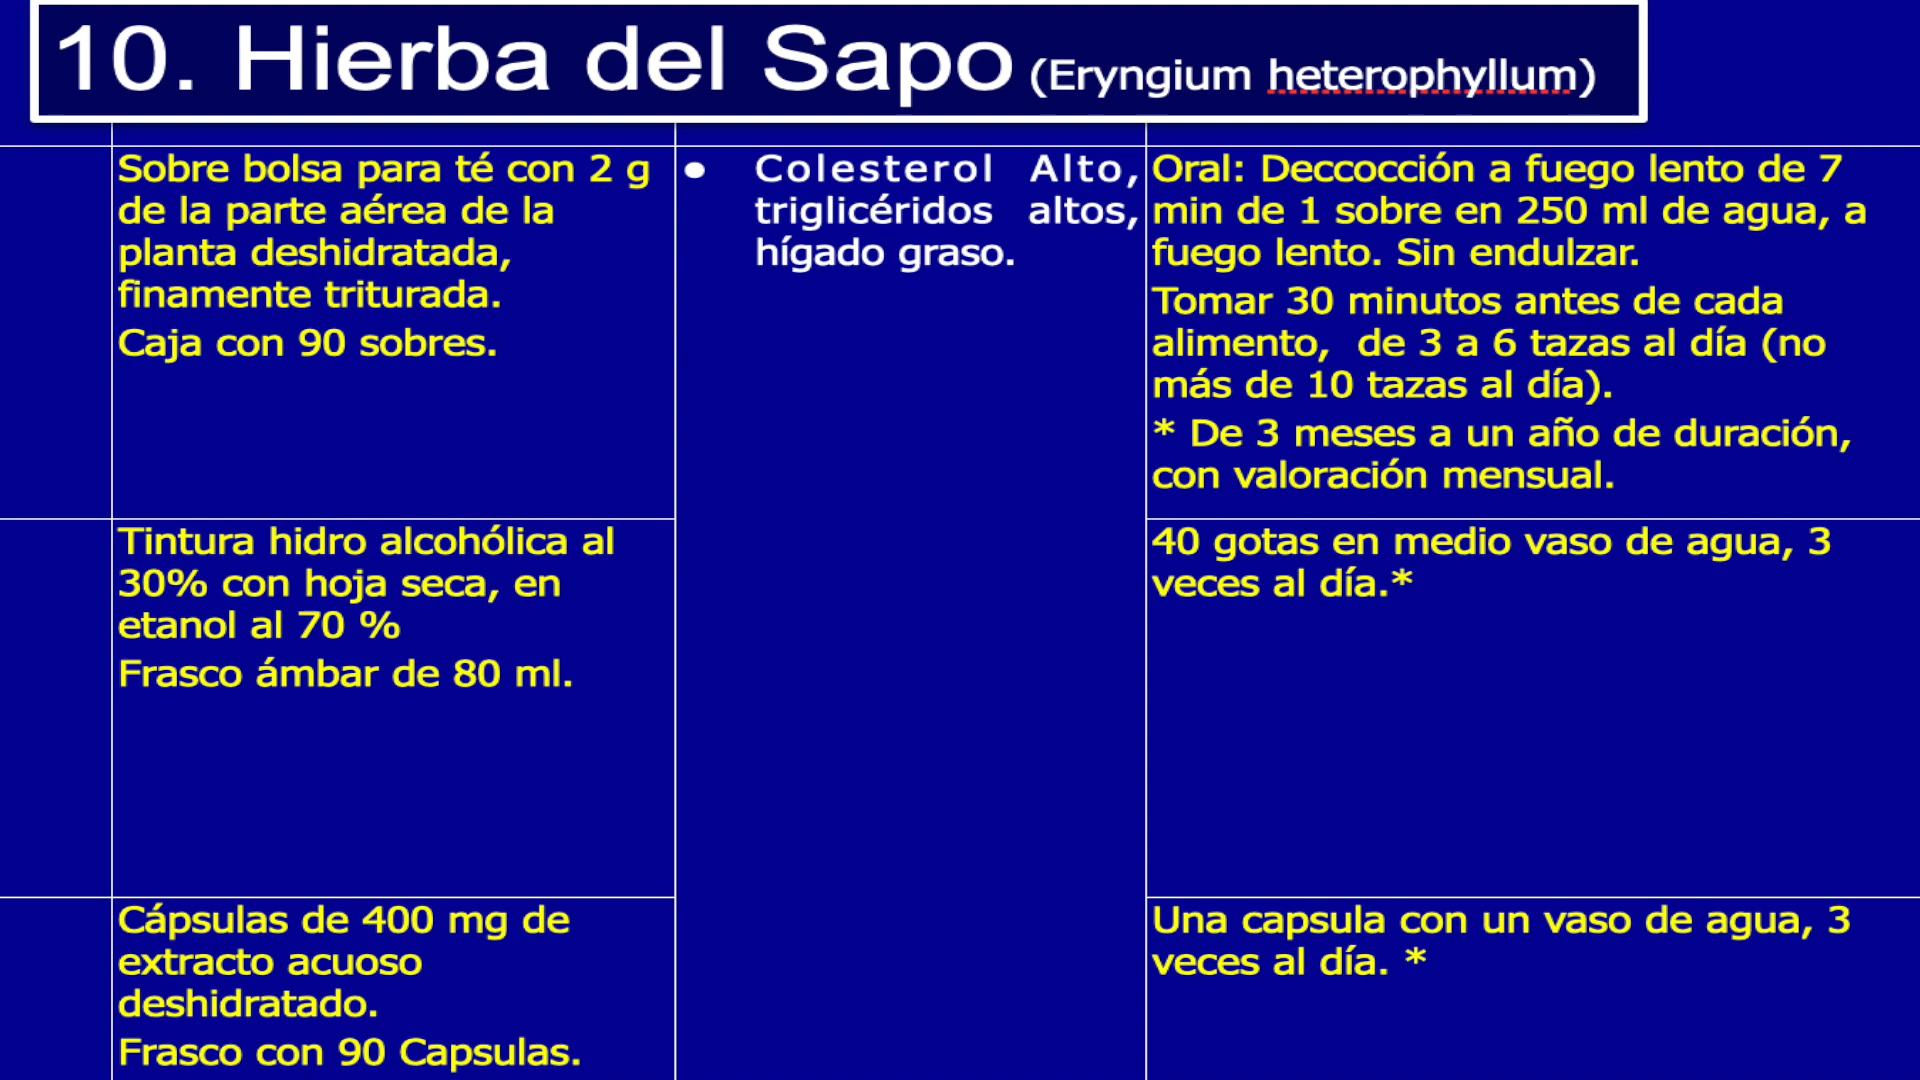 10. Hierba del Sapo (Eryngium heterophyllum)
Sobre bolsa para té con 2 g
de la parte aérea de la
planta deshidratada,
finamente triturada.
Caja con 90 sobres.
● Colesterol Alto,
triglicéridos altos,
hígado graso.
Oral: Deccocción a fuego lento de 7
min de 1 sobre en 250 ml de agua, a
fuego lento. Sin endulzar.
Tomar 30 minutos antes de cada
alimento, de 3 a 6 tazas al día (no
más de 10 tazas al día).
* De 3 meses a un año de duración,
con valoración mensual.
Tintura hidro alcohólica al
30% con hoja seca, en
etanol al 70 %
Frasco ámbar de 80 ml.
40 gotas en medio vaso de agua, 3
veces al día.*
Cápsulas de 400 mg de
extracto acuoso
deshidratado.
Frasco con 90 Capsulas.
Una capsula con un vaso de agua, 3
veces al día. *